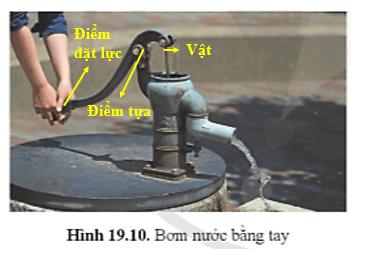 Điểm
đặt lực
Vật
Điểm tựa
Hình 19.10. Bơm nước bằng tay